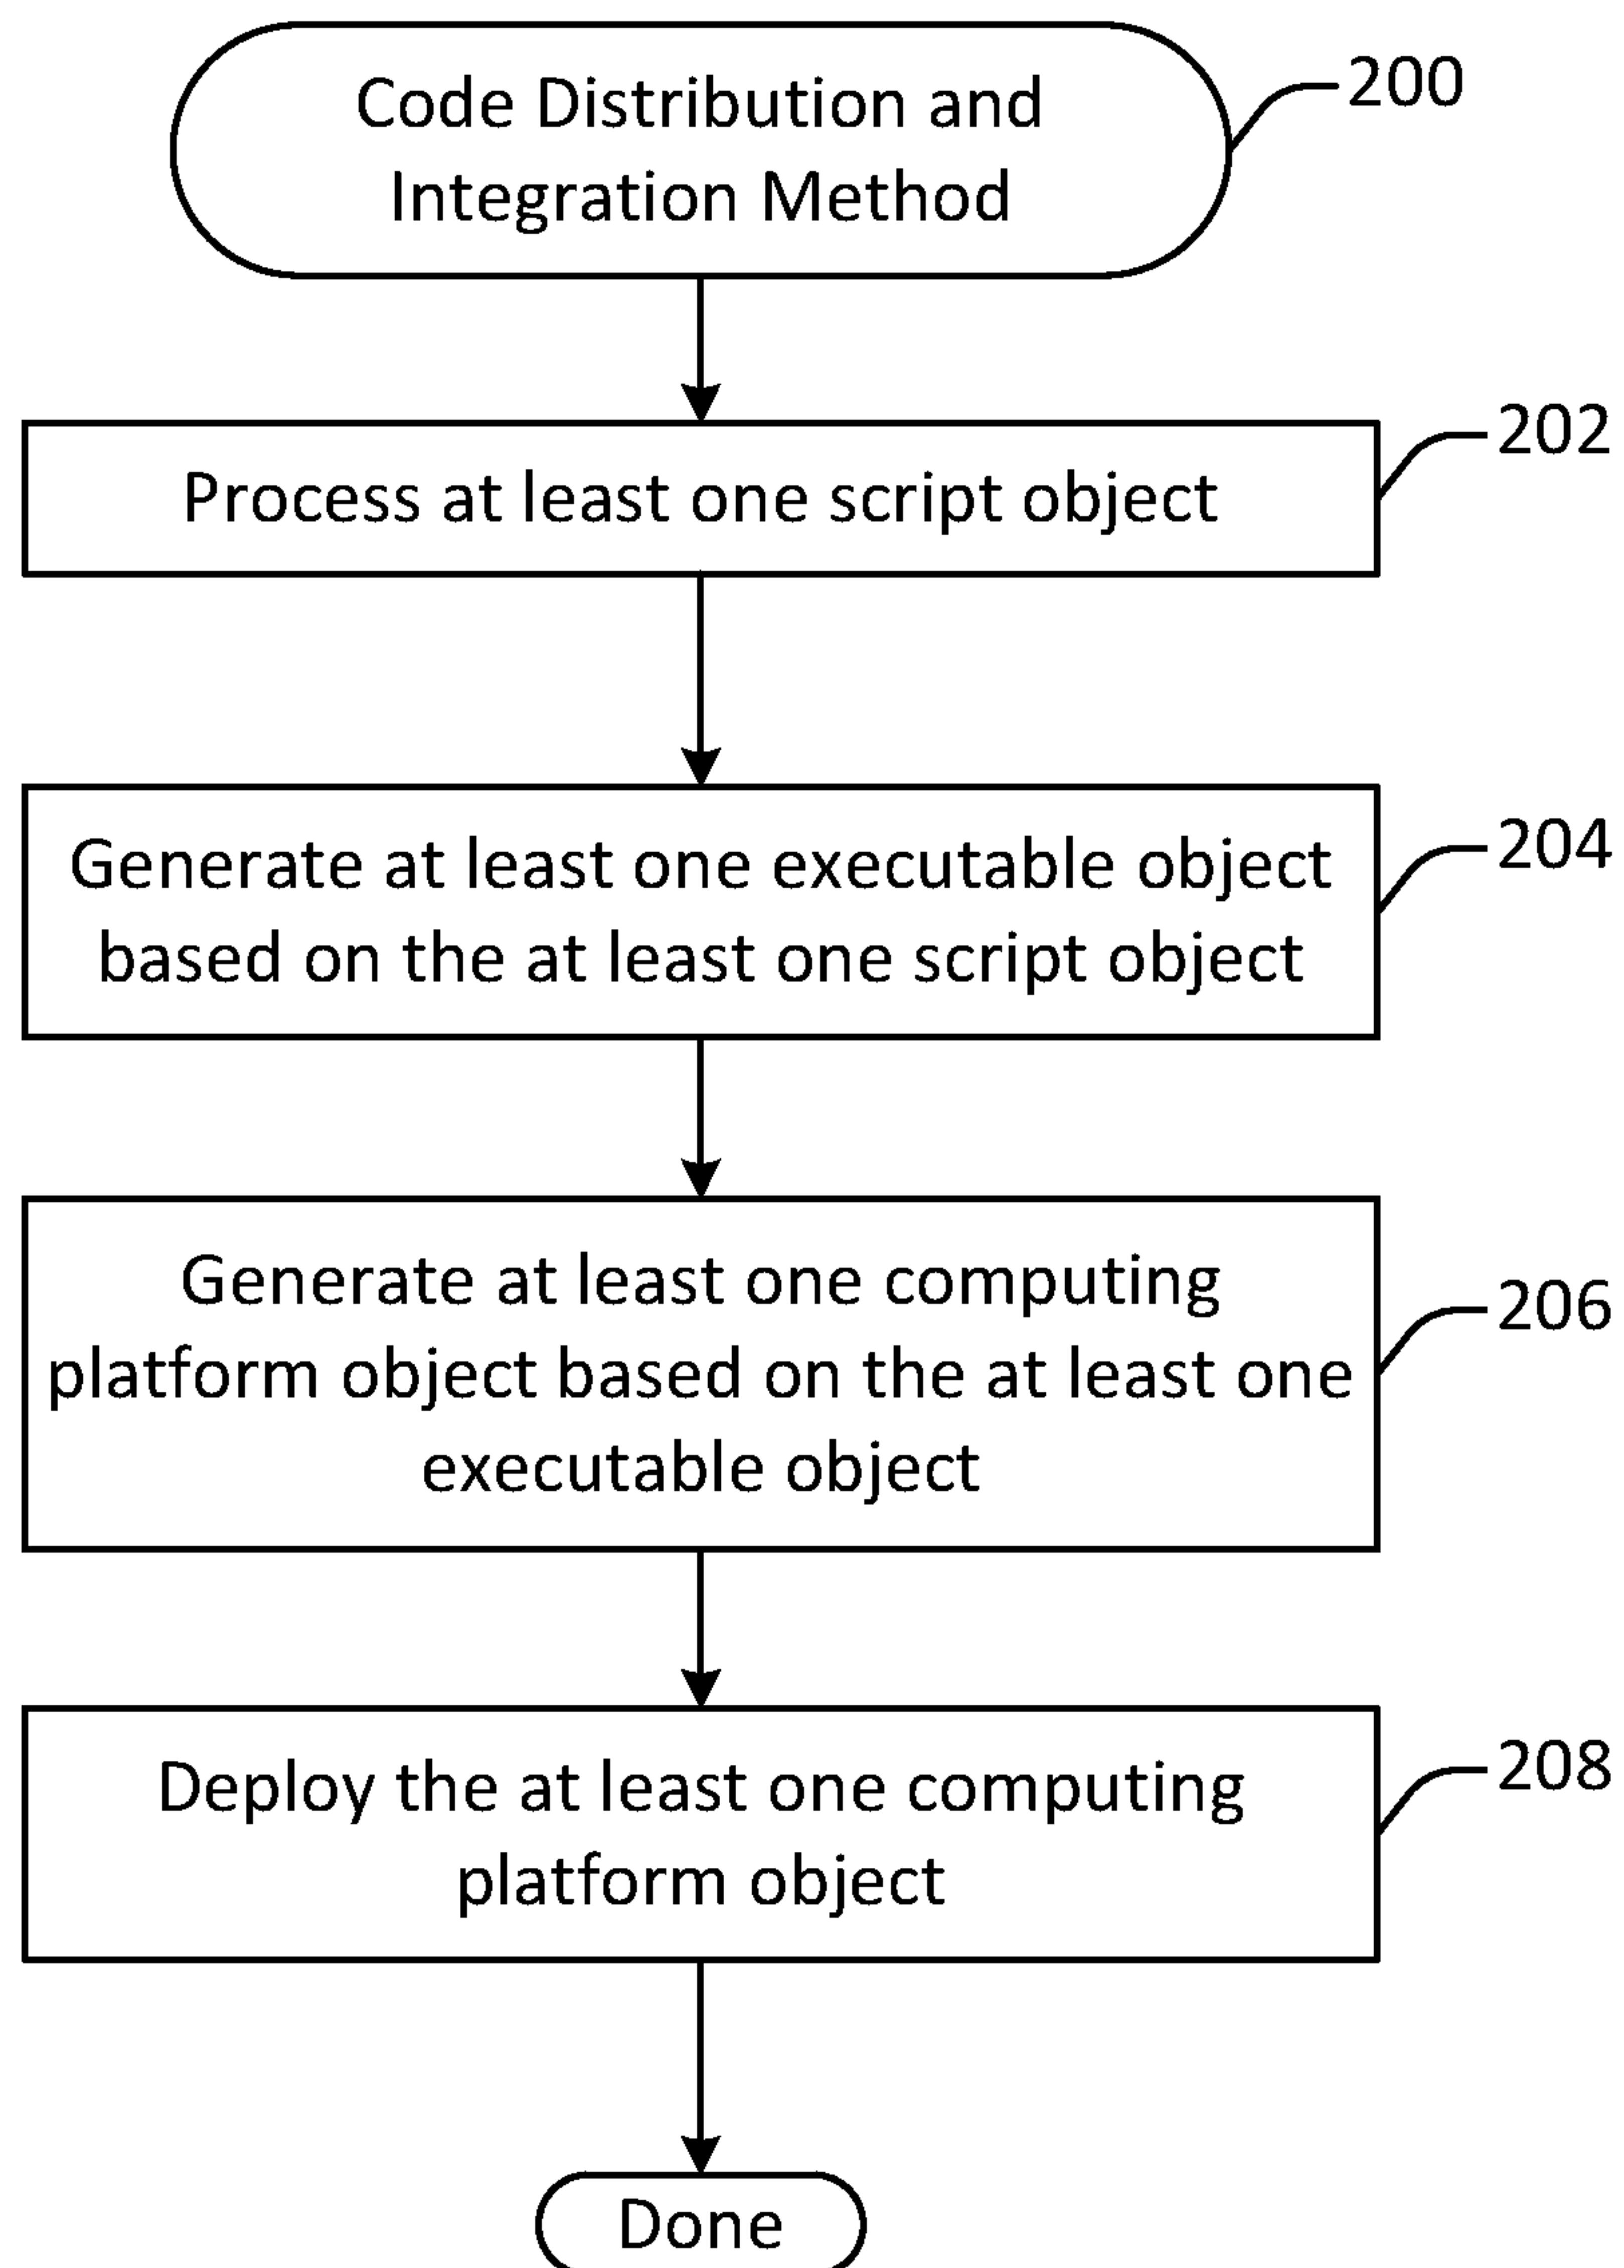 Code Distribution and
Integration Method
200
Process at least one script object
202
Generate at least one executable object
based on the at least one script object
204
Generate at least one computing
platform object based on the at least one
executable object
206
Deploy the at least one computing
platform object
208
Done